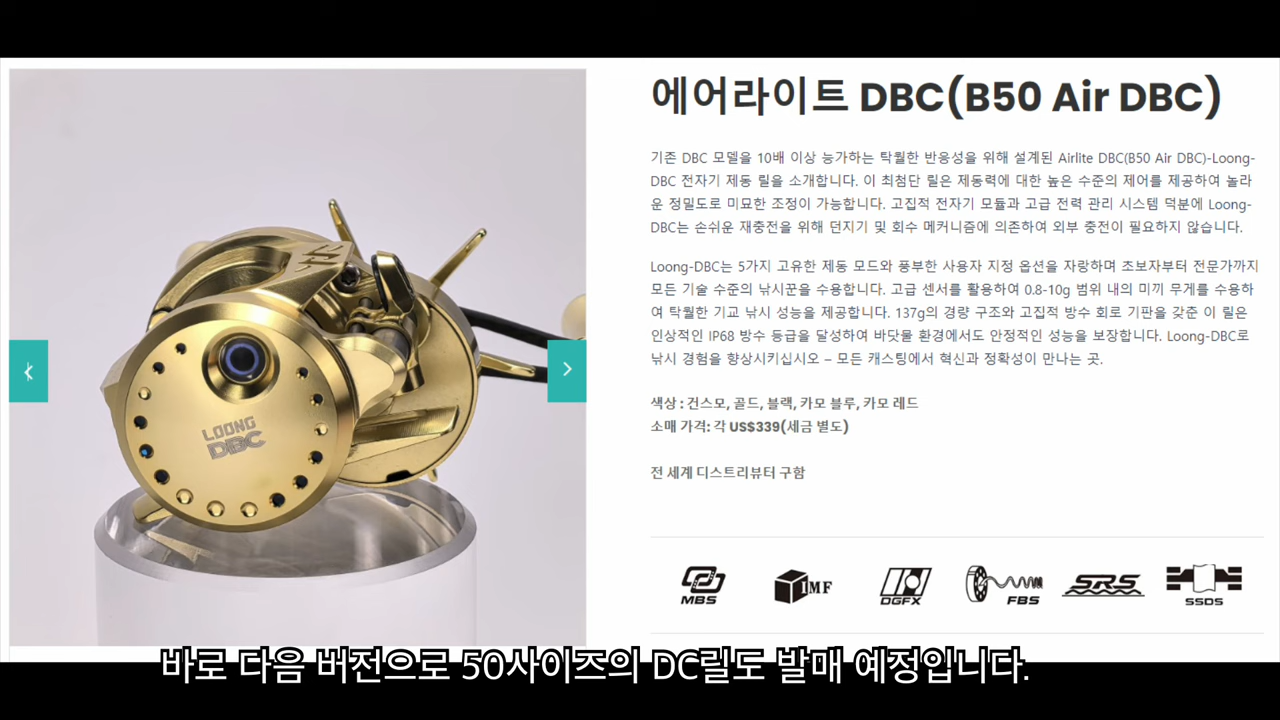 에어라이트 DBC(B50 Air DBC)
기존 DBC 모델을 10배 이상 능가하는 탁월한 반응성을 위해 설계된 Airlite DBC(B50 Air DBC)-Loong-
DBC 전자기 제동 릴을 소개합니다. 이 최첨단 릴은 제동력에 대한 높은 수준의 제어를 제공하여 놀라
운 정밀도로 미묘한 조정이 가능합니다. 고집적 전자기 모듈과 고급 전력 관리 시스템 덕분에 Loong-
DBC는 손쉬운 재충전을 위해 던지기 및 회수 메커니즘에 의존하여 외부 충전이 필요하지 않습니다.
Loong-DBC는 5가지 고유한 제동 모드와 풍부한 사용자 지정 옵션을 자랑하며 초보자부터 전문가까지
모든 기술 수준의 낚시꾼을 수용합니다. 고급 센서를 활용하여 0.8-10g 범위 내의 미끼 무게를 수용하
여 탁월한 기교 낚시 성능을 제공합니다. 137g의 경량 구조와 고집적 방수 회로 기판을 갖춘 이 릴은
인상적인 IP68 방수 등급을 달성하여 바닷물 환경에서도 안정적인 성능을 보장합니다. Loong-DBC로
낚시 경험을 향상시키십시오 – 모든 캐스팅에서 혁신과 정확성이 만나는 곳.
색상 : 건스모, 골드, 블랙, 카모 블루, 카모 레드
소매 가격: 각 US$339(세금 별도)
전 세계 디스트리뷰터 구함
LOONG
DBC
MBS
IMF
DGFX
FBS
SRS
SSDS
바로 다음 버전으로 50사이즈의 DC릴도 발매 예정입니다.